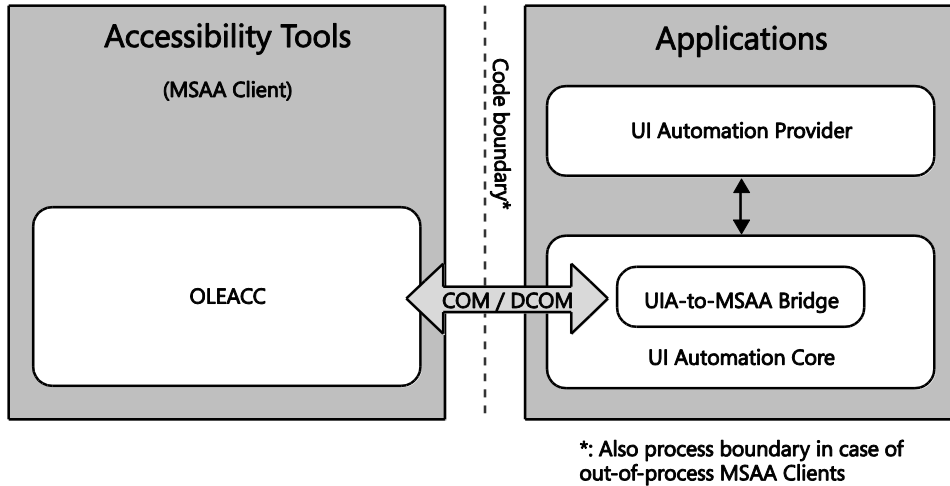 Accessibility Tools
(MSAA Client)
OLEACC
Code boundary*
COM / DCOM
Applications
UI Automation Provider
UIA-to-MSAA Bridge
UI Automation Core
*: Also process boundary in case of
out-of-process MSAA Clients